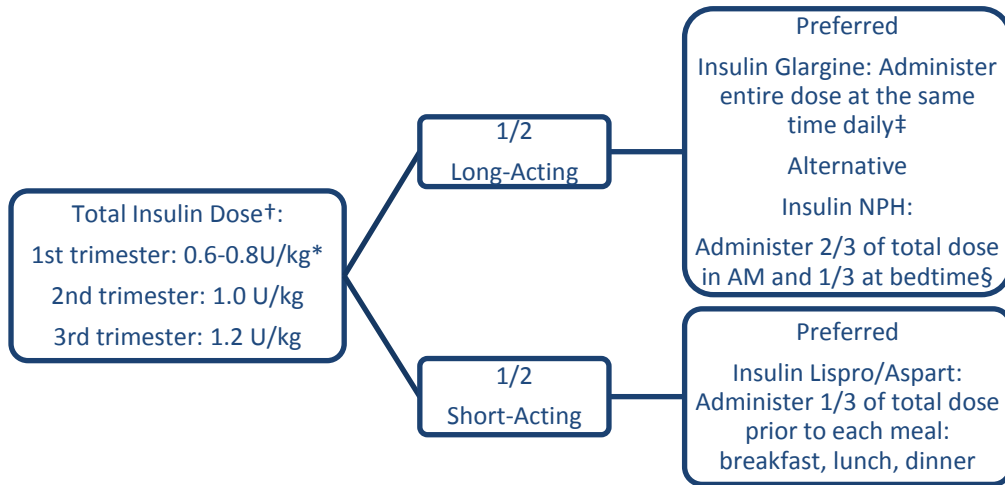 Total Insulin Dose†:
1st trimester: 0.6-0.8U/kg*
2nd trimester: 1.0 U/kg
3rd trimester: 1.2 U/kg
1/2
Long-Acting
Preferred
Insulin Glargine: Administer
entire dose at the same
time daily‡
Alternative
Insulin NPH:
Administer 2/3 of total dose
in AM and 1/3 at bedtime§
1/2
Short-Acting
Preferred
Insulin Lispro/Aspart:
Administer 1/3 of total dose
prior to each meal:
breakfast, lunch, dinner